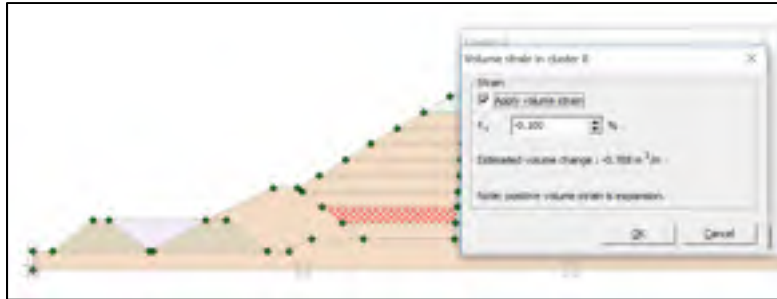 Volume strain in cluster 8
Strain
Apply volume strain
-0.100 %
Estimated volume change : -0.788 m³/m
Note: positive volume strain is expansion.
OK Cancel